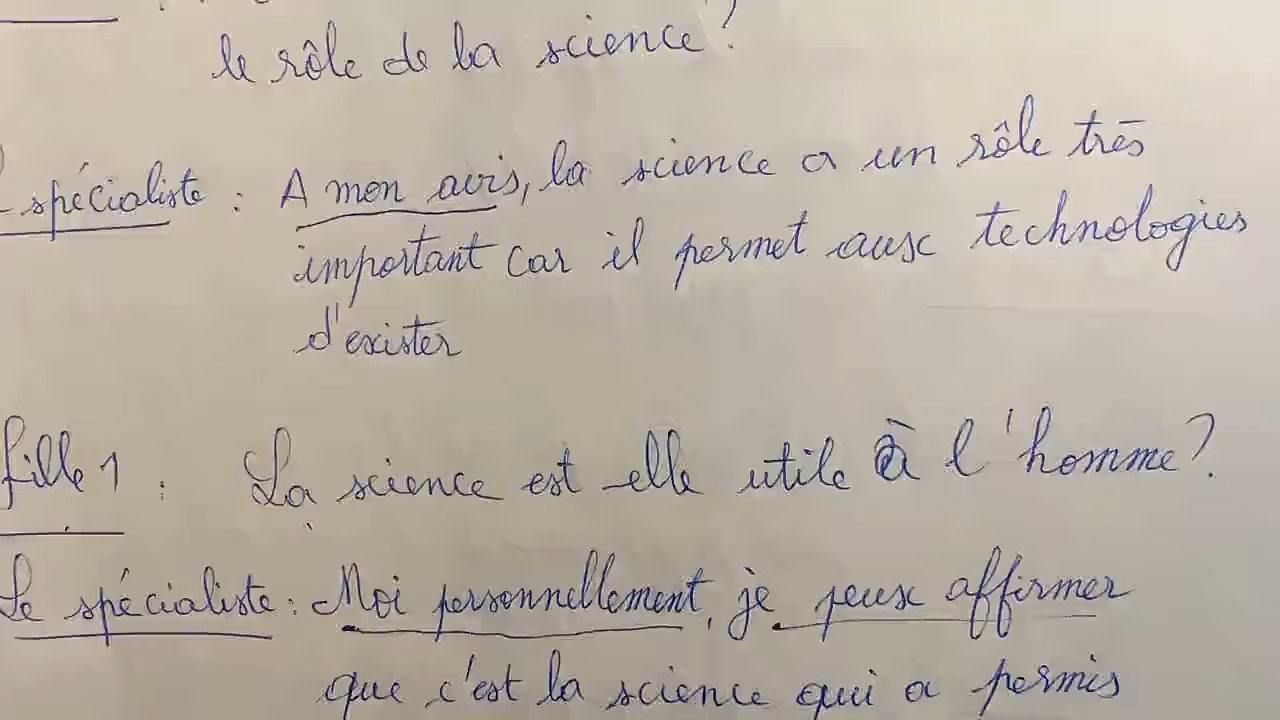 le rôle de la science ?
spécialiste : A mon avis, la science a un rôle très
important car il permet aux technologies
d'exister
fille 1 : La science est elle utile à l'homme ?
Le spécialiste : Moi personnellement, je peux affirmer
que c'est la science qui a permis